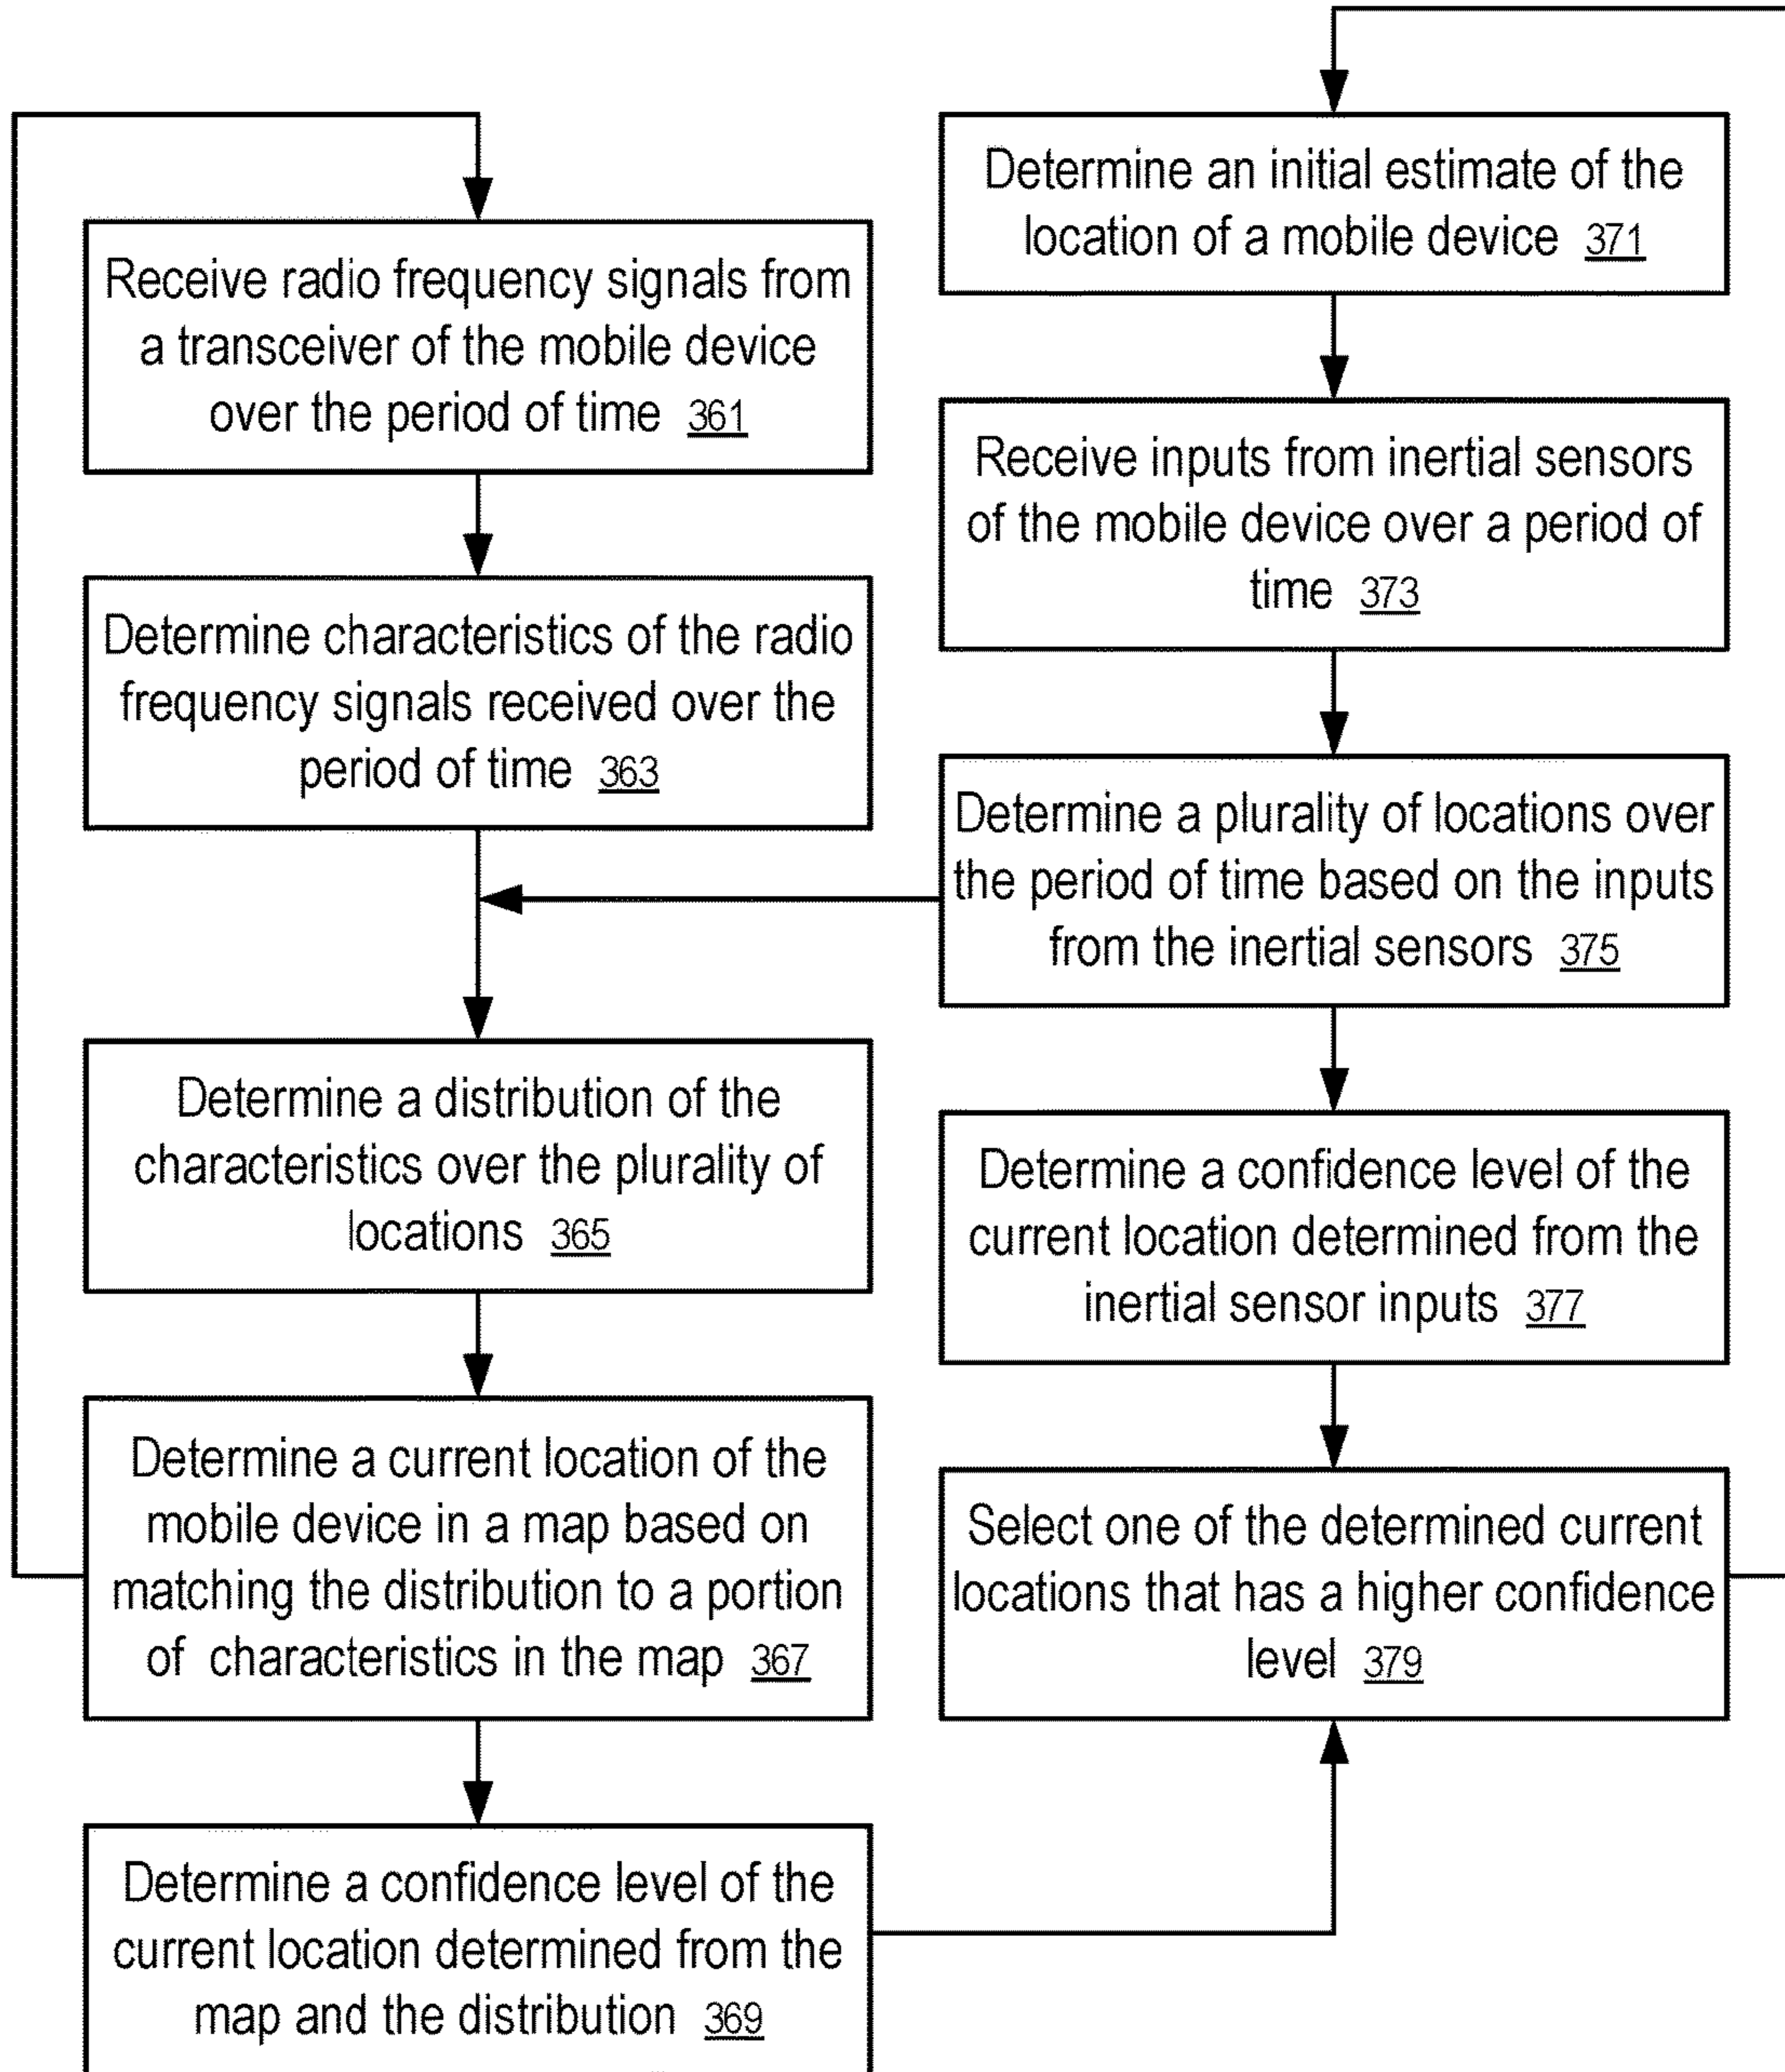 Receive radio frequency signals from
a transceiver of the mobile device
over the period of time 361
Determine characteristics of the radio
frequency signals received over the
period of time 363
Determine a distribution of the
characteristics over the plurality of
locations 365
Determine a current location of the
mobile device in a map based on
matching the distribution to a portion
of characteristics in the map 367
Determine a confidence level of the
current location determined from the
map and the distribution 369
Determine an initial estimate of the
location of a mobile device 371
Receive inputs from inertial sensors
of the mobile device over a period of
time 373
Determine a plurality of locations over
the period of time based on the inputs
from the inertial sensors 375
Determine a confidence level of the
current location determined from the
inertial sensor inputs 377
Select one of the determined current
locations that has a higher confidence
level 379